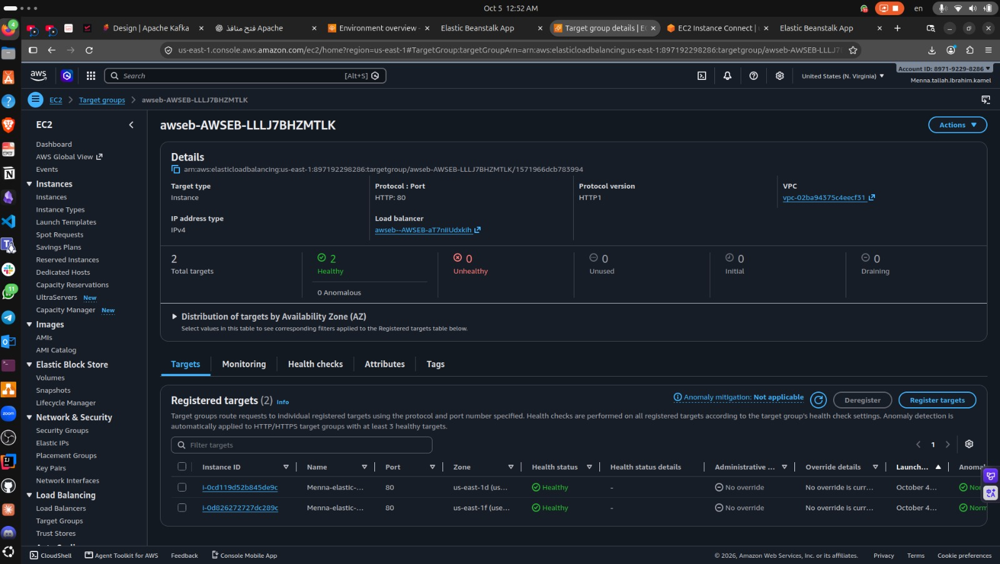 Oct 5 12:52 AM
en
4
Design | Apache Kafka
فتح منافذ Apache
Environment overview
Elastic Beanstalk App
Target group details | EC
EC2 Instance Connect |
Elastic Beanstalk App
us-east-1.console.aws.amazon.com/ec2/home?region=us-east-1#TargetGroup:targetGroupArn=arn:aws:elasticloadbalancing:us-east-1:897192298286:targetgroup/awseb-AWSEB-LLLJ7
aws
Search
[Alt+S]
United States (N. Virginia)
Account ID: 8971-9229-8286
Menna.tallah.ibrahim.kamel
EC2
Target groups
awseb-AWSEB-LLLJ7BHZMTLK
EC2
Dashboard
AWS Global View
Events
Instances
Instances
Instance Types
Launch Templates
Spot Requests
Savings Plans
Reserved Instances
Dedicated Hosts
Capacity Reservations
UltraServers New
Capacity Manager New
Images
AMIs
AMI Catalog
Elastic Block Store
Volumes
Snapshots
Lifecycle Manager
Network & Security
Security Groups
Elastic IPs
Placement Groups
Key Pairs
Network Interfaces
Load Balancing
Load Balancers
Target Groups
Trust Stores
11
zoom
awseb-AWSEB-LLLJ7BHZMTLK
Actions
Details
arn:aws:elasticloadbalancing:us-east-1:897192298286:targetgroup/awseb-AWSEB-LLLJ7BHZMTLK/1571966dcb783994
Target type
Instance
Protocol : Port
HTTP: 80
Protocol version
HTTP1
VPC
vpc-02ba94375c4eecf31
IP address type
IPv4
Load balancer
awseb--AWSEB-aT7niiUdxkih
2
Total targets
2
Healthy
0 Anomalous
0
Unhealthy
0
Unused
0
Initial
0
Draining
Distribution of targets by Availability Zone (AZ)
Select values in this table to see corresponding filters applied to the Registered targets table below.
Targets
Monitoring
Health checks
Attributes
Tags
Registered targets (2) Info
Anomaly mitigation: Not applicable
Deregister
Register targets
Target groups route requests to individual registered targets using the protocol and port number specified. Health checks are performed on all registered targets according to the target group's health check settings. Anomaly detection is
automatically applied to HTTP/HTTPS target groups with at least 3 healthy targets.
Filter targets
1
Instance ID Name Port Zone Health status Health status details Administrative ... Override details Launch... Anomal
i-0cd119d52b845de9c Menna-elastic-... 80 us-east-1d (us... Healthy - No override No override is curr... October 4... Nor
i-0d826272727dc289c Menna-elastic-... 80 us-east-1f (use... Healthy - No override No override is curr... October 4... Norm
CloudShell
Agent Toolkit for AWS
Feedback
Console Mobile App
© 2026, Amazon Web Services, Inc. or its affiliates.
Privacy
Terms
Cookie preferences